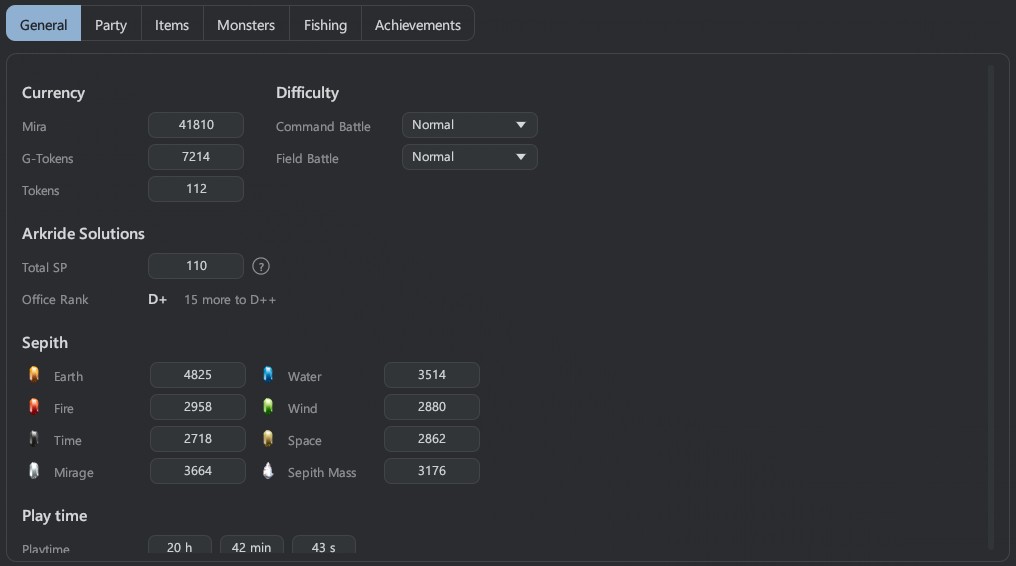 General Party Items Monsters Fishing Achievements
Currency Difficulty
Mira 41810 Command Battle Normal
G-Tokens 7214 Field Battle Normal
Tokens 112
Arkride Solutions
Total SP 110 ?
Office Rank D+ 15 more to D++
Sepith
Earth 4825 Water 3514
Fire 2958 Wind 2880
Time 2718 Space 2862
Mirage 3664 Sepith Mass 3176
Play time
Playtime 20 h 42 min 43 s